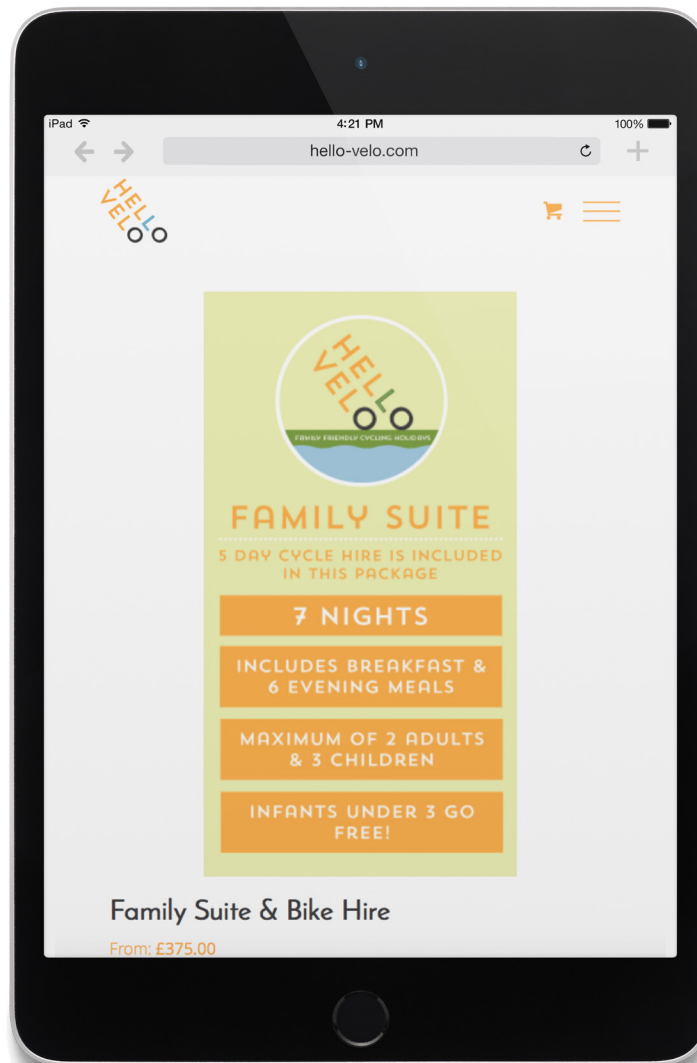 iPad
4:21 PM
100%
hello-velo.com
HELLO
VELO
HELLO
VELO
FAMILY FRIENDLY CYCLING HOLIDAYS
FAMILY SUITE
5 DAY CYCLE HIRE IS INCLUDED
IN THIS PACKAGE
7 NIGHTS
INCLUDES BREAKFAST &
6 EVENING MEALS
MAXIMUM OF 2 ADULTS
& 3 CHILDREN
INFANTS UNDER 3 GO
FREE!
Family Suite & Bike Hire
From: £375.00